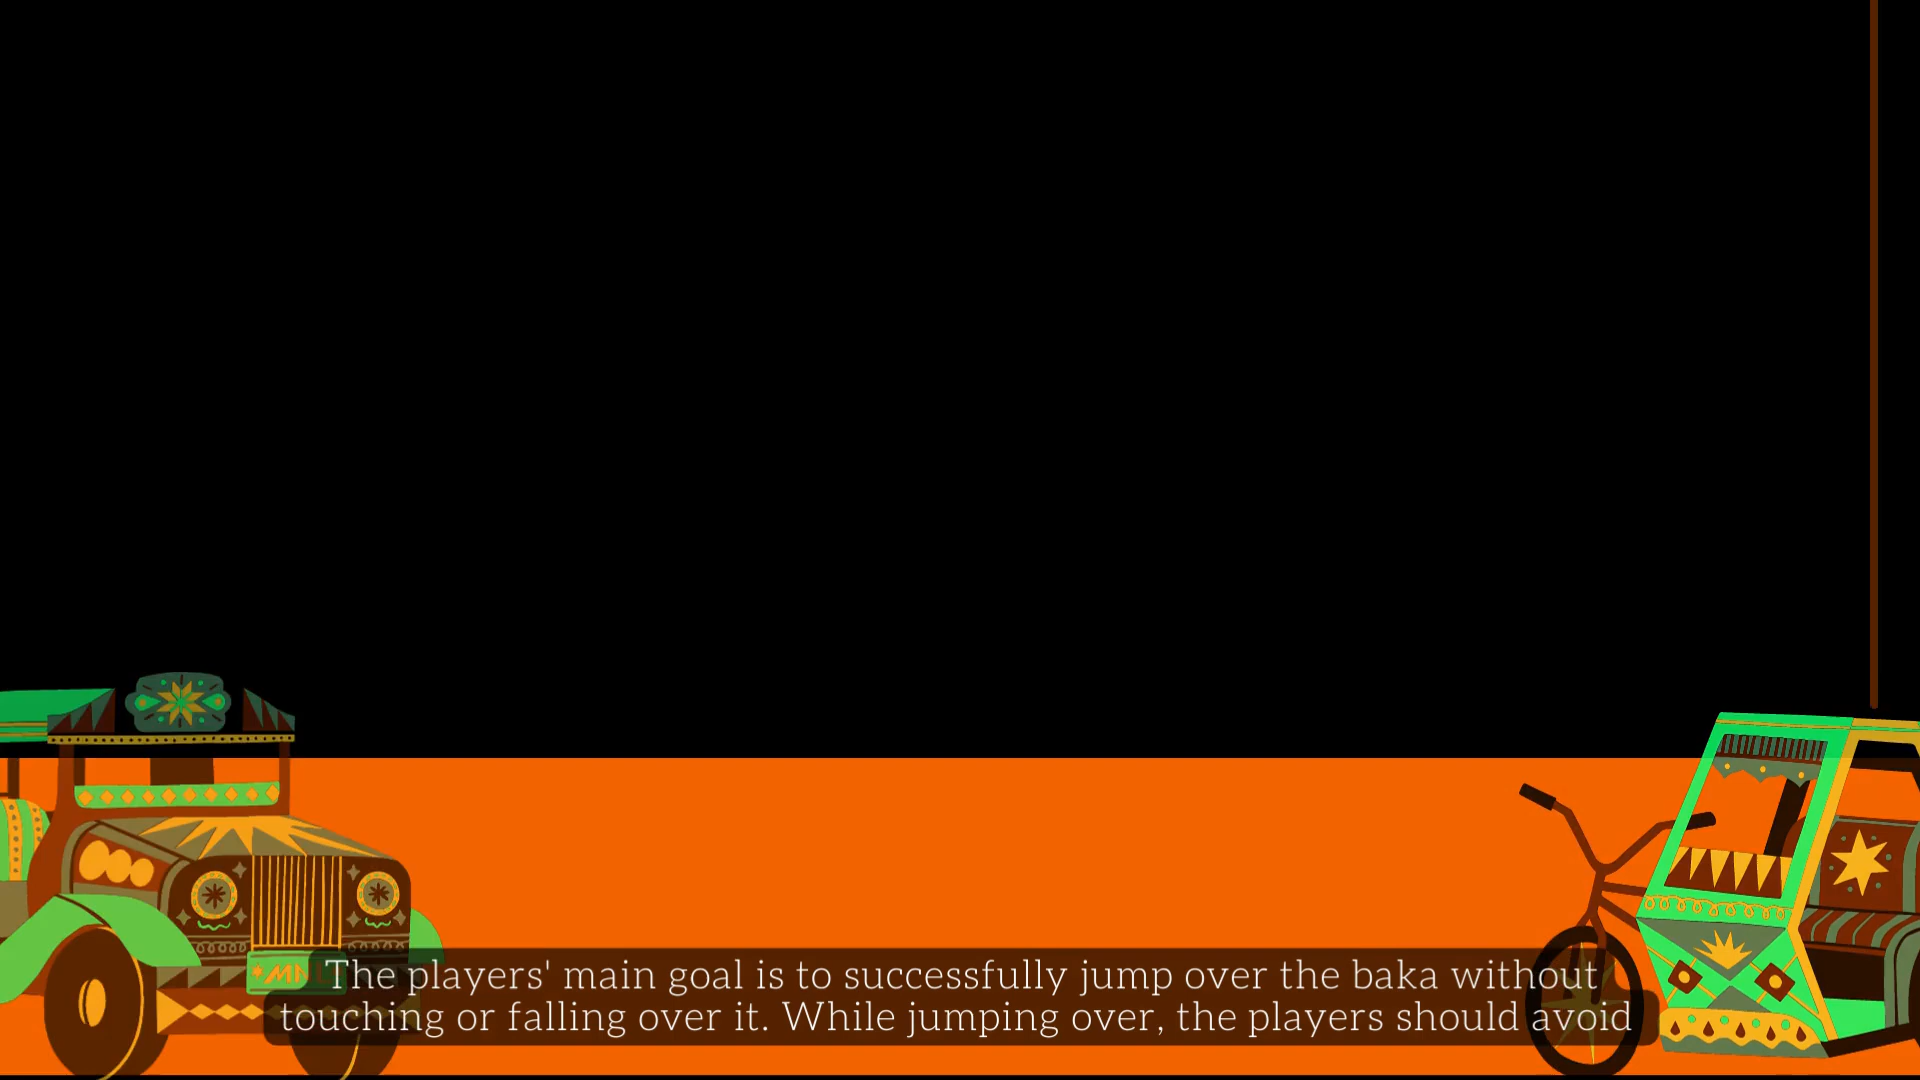 The players' main goal is to successfully jump over the baka without
touching or falling over it. While jumping over, the players should avoid